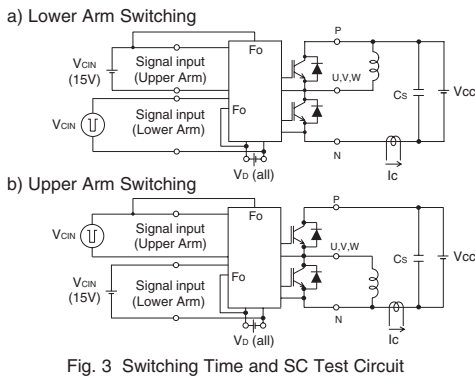 a) Lower Arm Switching
P
Fo
VCIN
(15V)
Signal input
(Upper Arm)
U,V,W
CS
VCC
Signal input
(Lower Arm)
Fo
VCIN
N
VD (all)
Ic
b) Upper Arm Switching
P
Fo
VCIN
Signal input
(Upper Arm)
U,V,W
CS
VCC
VCIN
(15V)
Signal input
(Lower Arm)
Fo
N
VD (all)
Ic
Fig. 3 Switching Time and SC Test Circuit